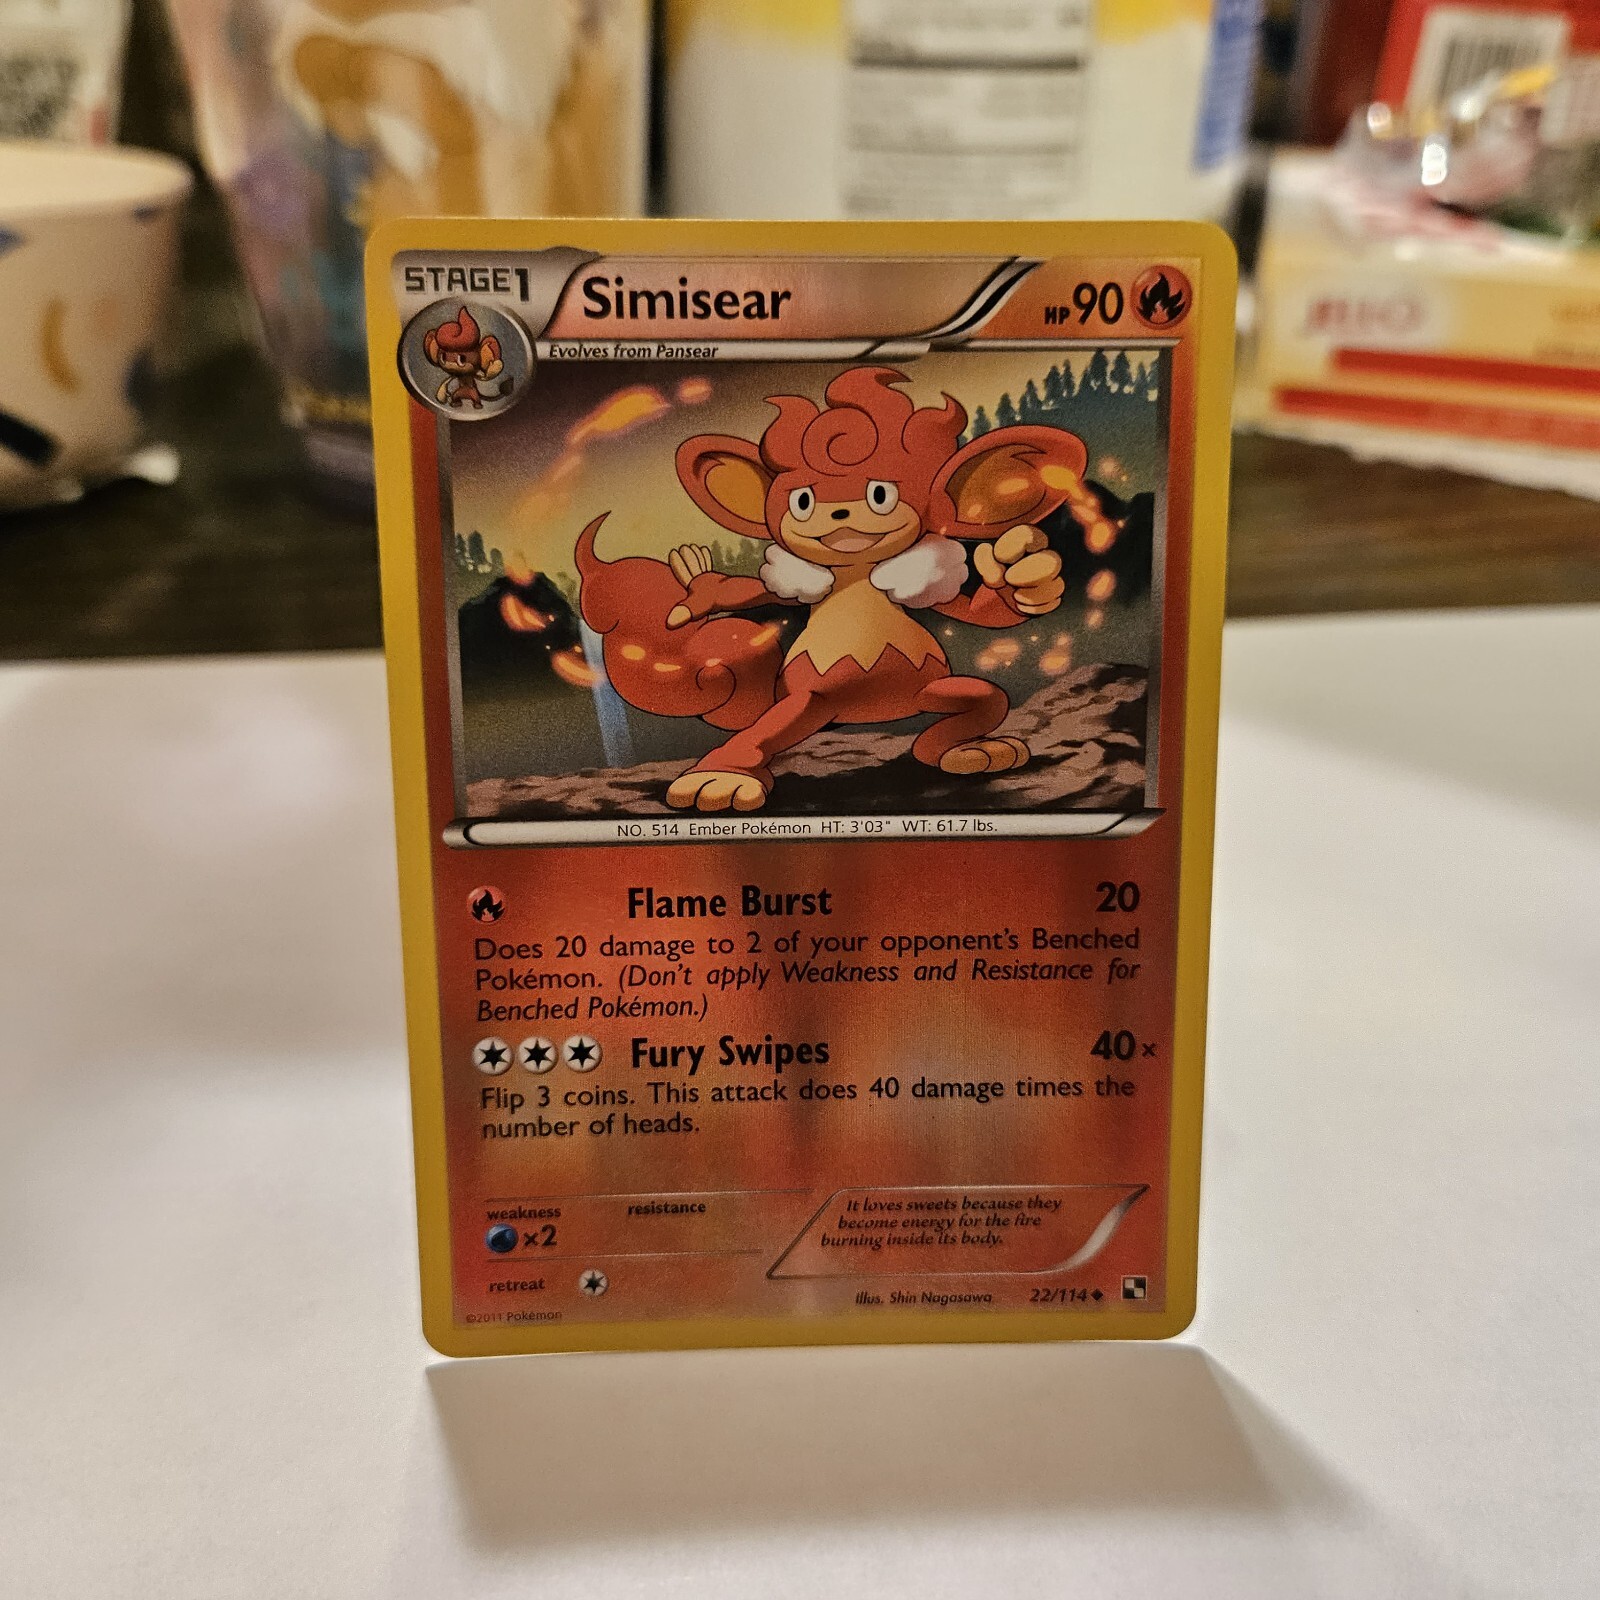 STAGE1
Simisear
HP90
Evolves from Pansear
NO. 514 Ember Pokémon HT: 3'03" WT: 61.7 lbs.
Flame Burst 20
Does 20 damage to 2 of your opponent's Benched
Pokémon. (Don't apply Weakness and Resistance for
Benched Pokémon.)
Fury Swipes 40x
Flip 3 coins. This attack does 40 damage times the
number of heads.
weakness resistance
×2
It loves sweets because they
become energy for the fire
burning inside its body.
retreat
Illus. Shin Nagasawa 22/114
©2011 Pokémon